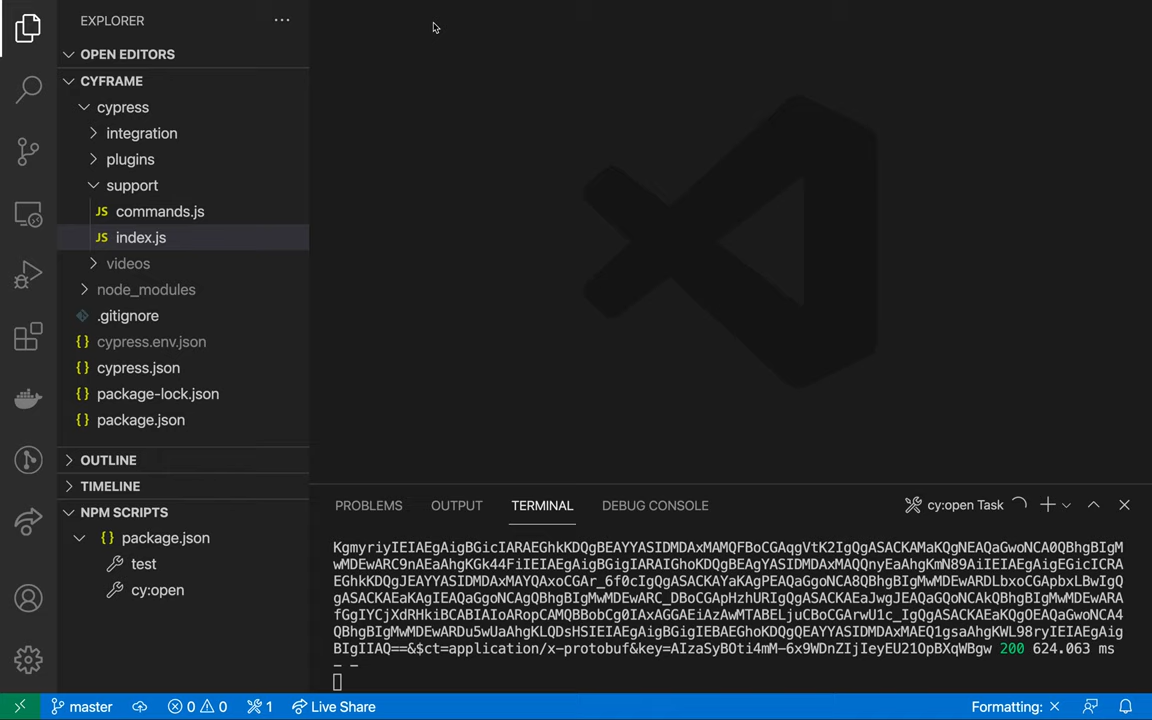 EXPLORER
OPEN EDITORS
CYFRAME
cypress
integration
plugins
support
JS commands.js
JS index.js
videos
node_modules
.gitignore
{} cypress.env.json
{} cypress.json
{} package-lock.json
{} package.json
OUTLINE
TIMELINE
NPM SCRIPTS
{} package.json
test
cy:open
PROBLEMS OUTPUT TERMINAL DEBUG CONSOLE cy:open Task
KgmyriyIEIAEgAigBGicIARAEGhkKDQgBEAYYASIDMDAxMAMQFBoCGAqgVtK2IgQgASACKAMaKQgNEAQaGwoNCA0QBhgBIgM
wMDEwARC9nAEaAhgKGk44FiIEIAEgAigBGigIARAIGhoKDQgBEAgYASIDMDAxMAQQnyEaAhgKmN89AiIEIAEgAigEGicICRA
EGhkKDQgJEAYYASIDMDAxMAYQAxoCGAr_6f0cIgQgASACKAYaKAgPEAQaGgoNCA8QBhgBIgMwMDEwARDLbxoCGApbxLBwIgQ
gASACKAEaKAgIEAQaGgoNCAgQBhgBIgMwMDEwARC_DBoCGApHzhURIgQgASACKAEaJwgJEAQaGQoNCAkQBhgBIgMwMDEwARA
fGgIYCjXdRHkiBCABIAIoARopCAMQBBobCg0IAxAGGAEiAzAwMTABELjuCBoCGArwU1c_IgQgASACKAEaKQgOEAQaGwoNCA4
QBhgBIgMwMDEwARDu5wUaAhgKLQDsHSIEIAEgAigBGigIEBAEGhoKDQgQEAYYASIDMDAxMAEQ1gsaAhgKWL98ryIEIAEgAig
BIgIIAQ==&$ct=application/x-protobuf&key=AIzaSyBOti4mM-6x9WDnZIjIeyEU21OpBXqWBgw 200 624.063 ms
- -
master 0 0 1 Live Share Formatting: ×